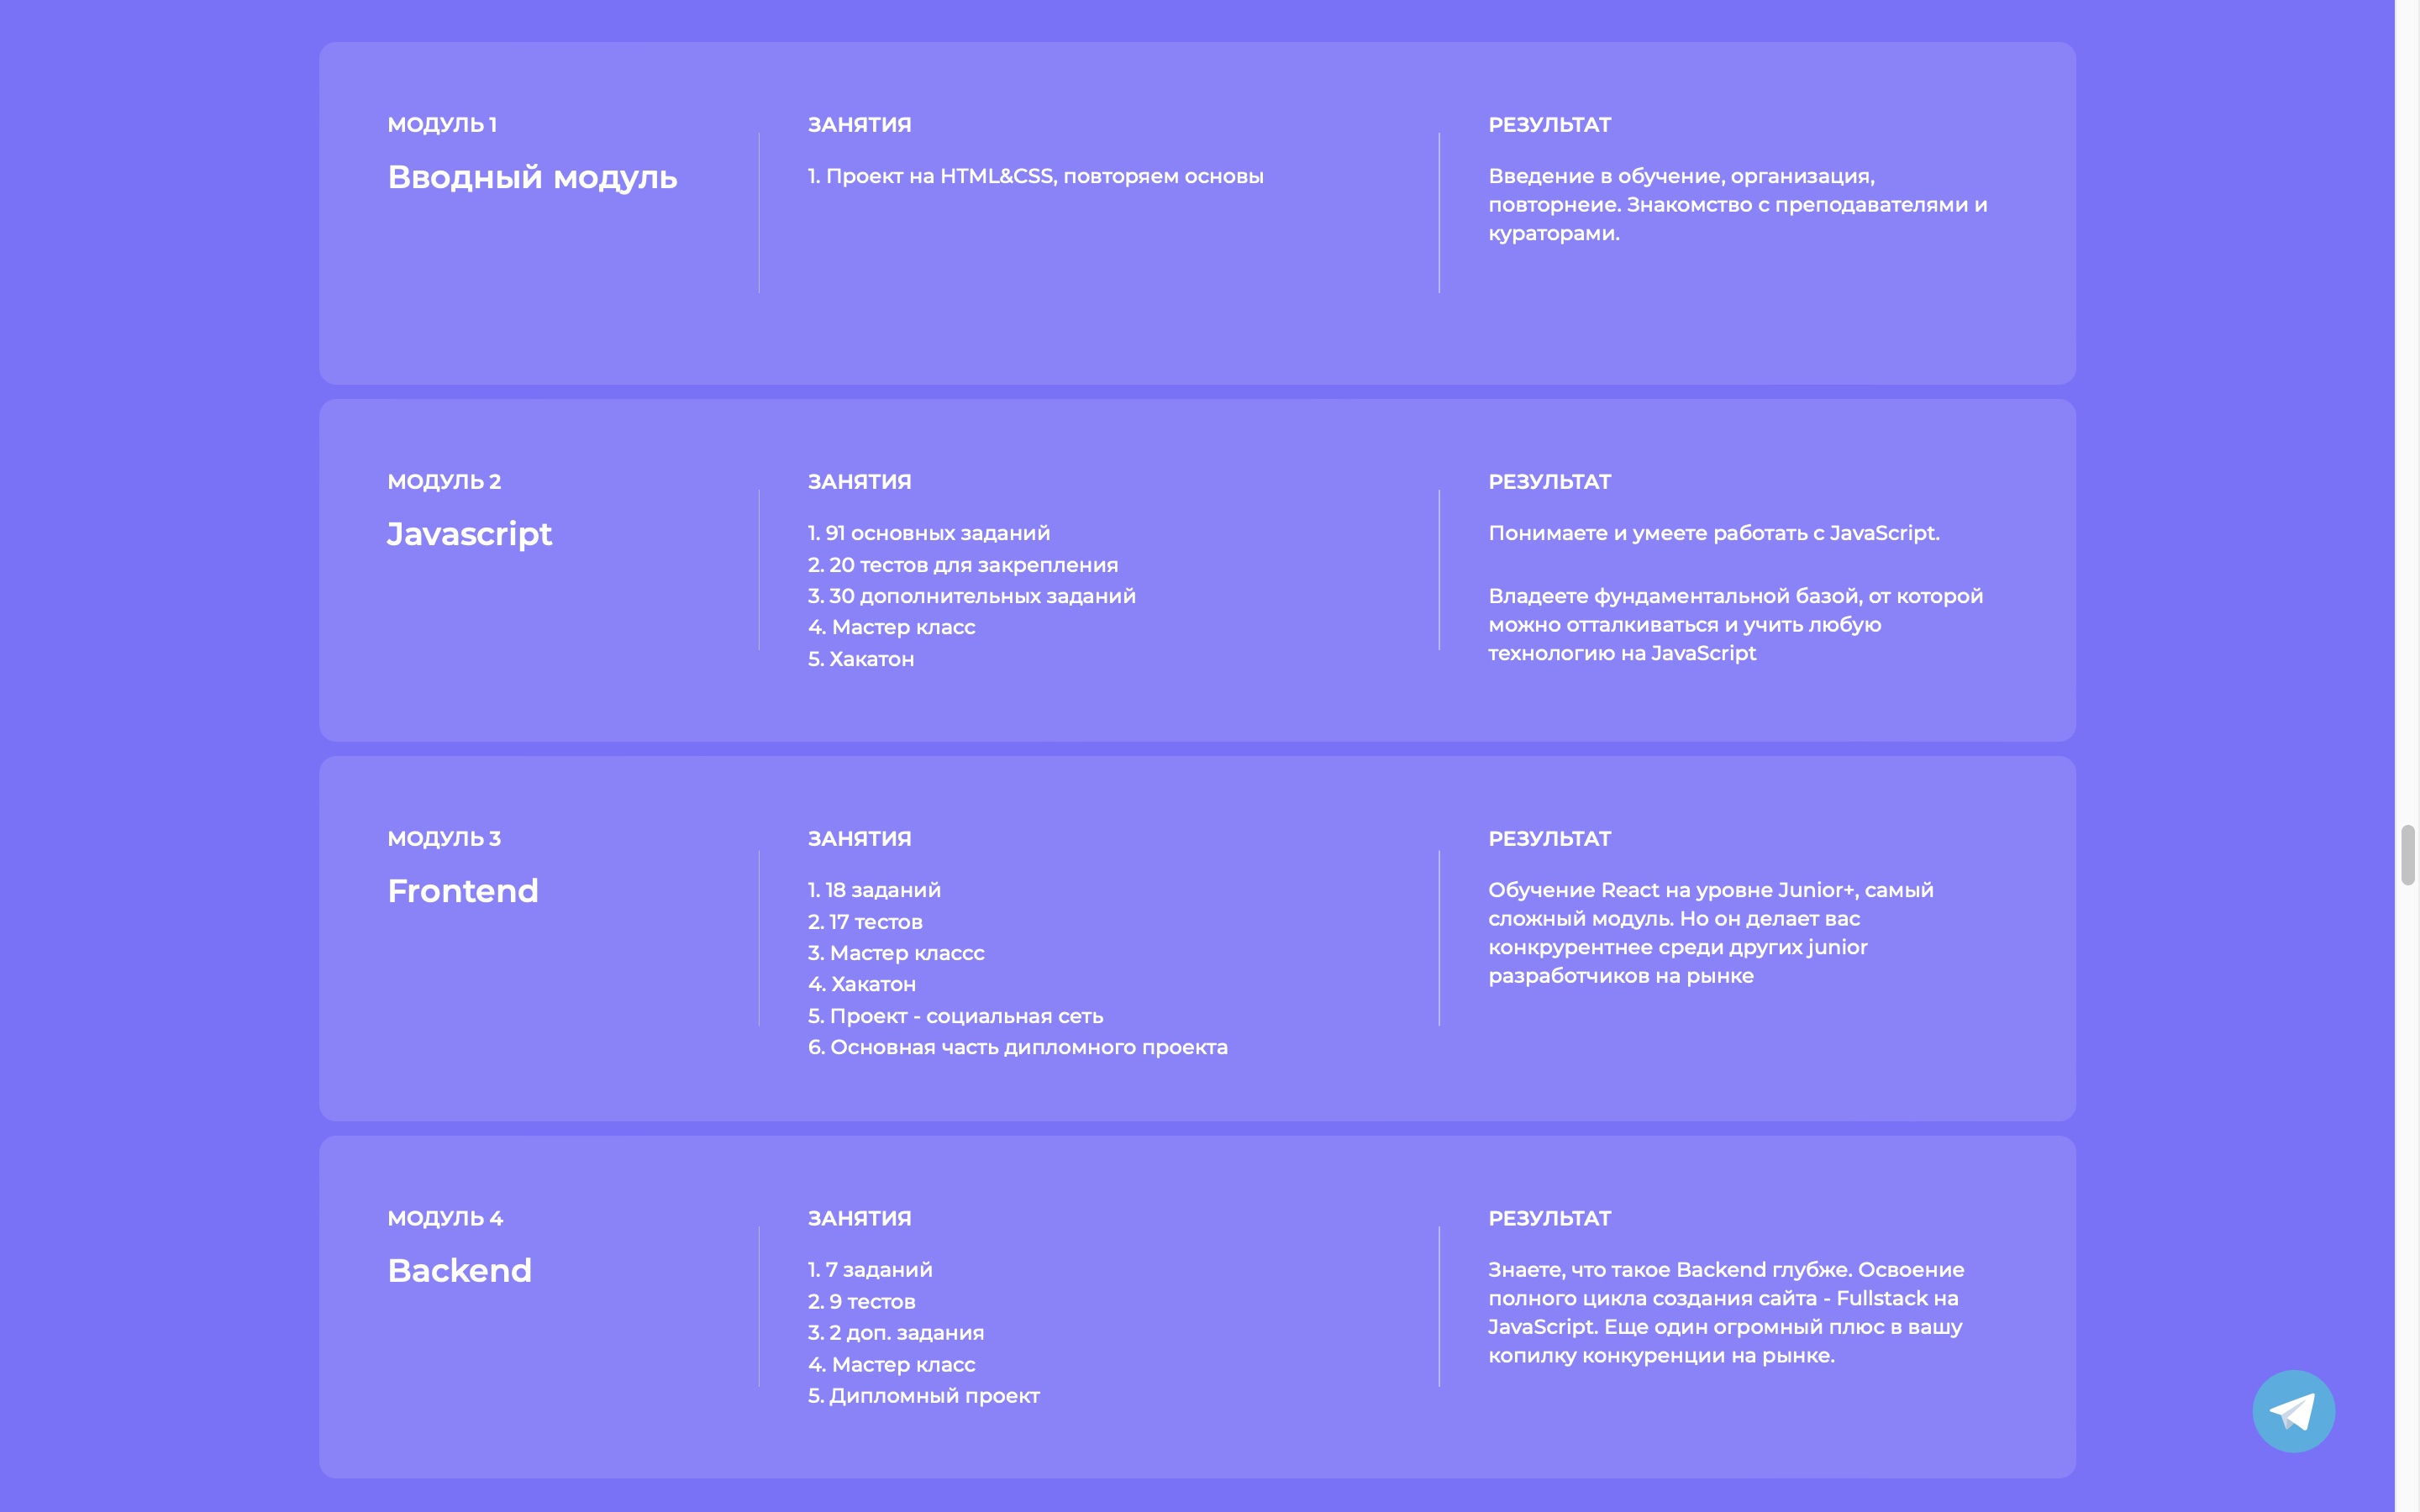 МОДУЛЬ 1
Вводный модуль
ЗАНЯТИЯ
1. Проект на HTML&CSS, повторяем основы
РЕЗУЛЬТАТ
Введение в обучение, организация,
повторнеие. Знакомство с преподавателями и
кураторами.
МОДУЛЬ 2
Javascript
ЗАНЯТИЯ
1. 91 основных заданий
2. 20 тестов для закрепления
3. 30 дополнительных заданий
4. Мастер класс
5. Хакатон
РЕЗУЛЬТАТ
Понимаете и умеете работать с JavaScript.
Владеете фундаментальной базой, от которой
можно отталкиваться и учить любую
технологию на JavaScript
МОДУЛЬ 3
Frontend
ЗАНЯТИЯ
1. 18 заданий
2. 17 тестов
3. Мастер классс
4. Хакатон
5. Проект - социальная сеть
6. Основная часть дипломного проекта
РЕЗУЛЬТАТ
Обучение React на уровне Junior+, самый
сложный модуль. Но он делает вас
конкрурентнее среди других junior
разработчиков на рынке
МОДУЛЬ 4
Backend
ЗАНЯТИЯ
1. 7 заданий
2. 9 тестов
3. 2 доп. задания
4. Мастер класс
5. Дипломный проект
РЕЗУЛЬТАТ
Знаете, что такое Backend глубже. Освоение
полного цикла создания сайта - Fullstack на
JavaScript. Еще один огромный плюс в вашу
копилку конкуренции на рынке.